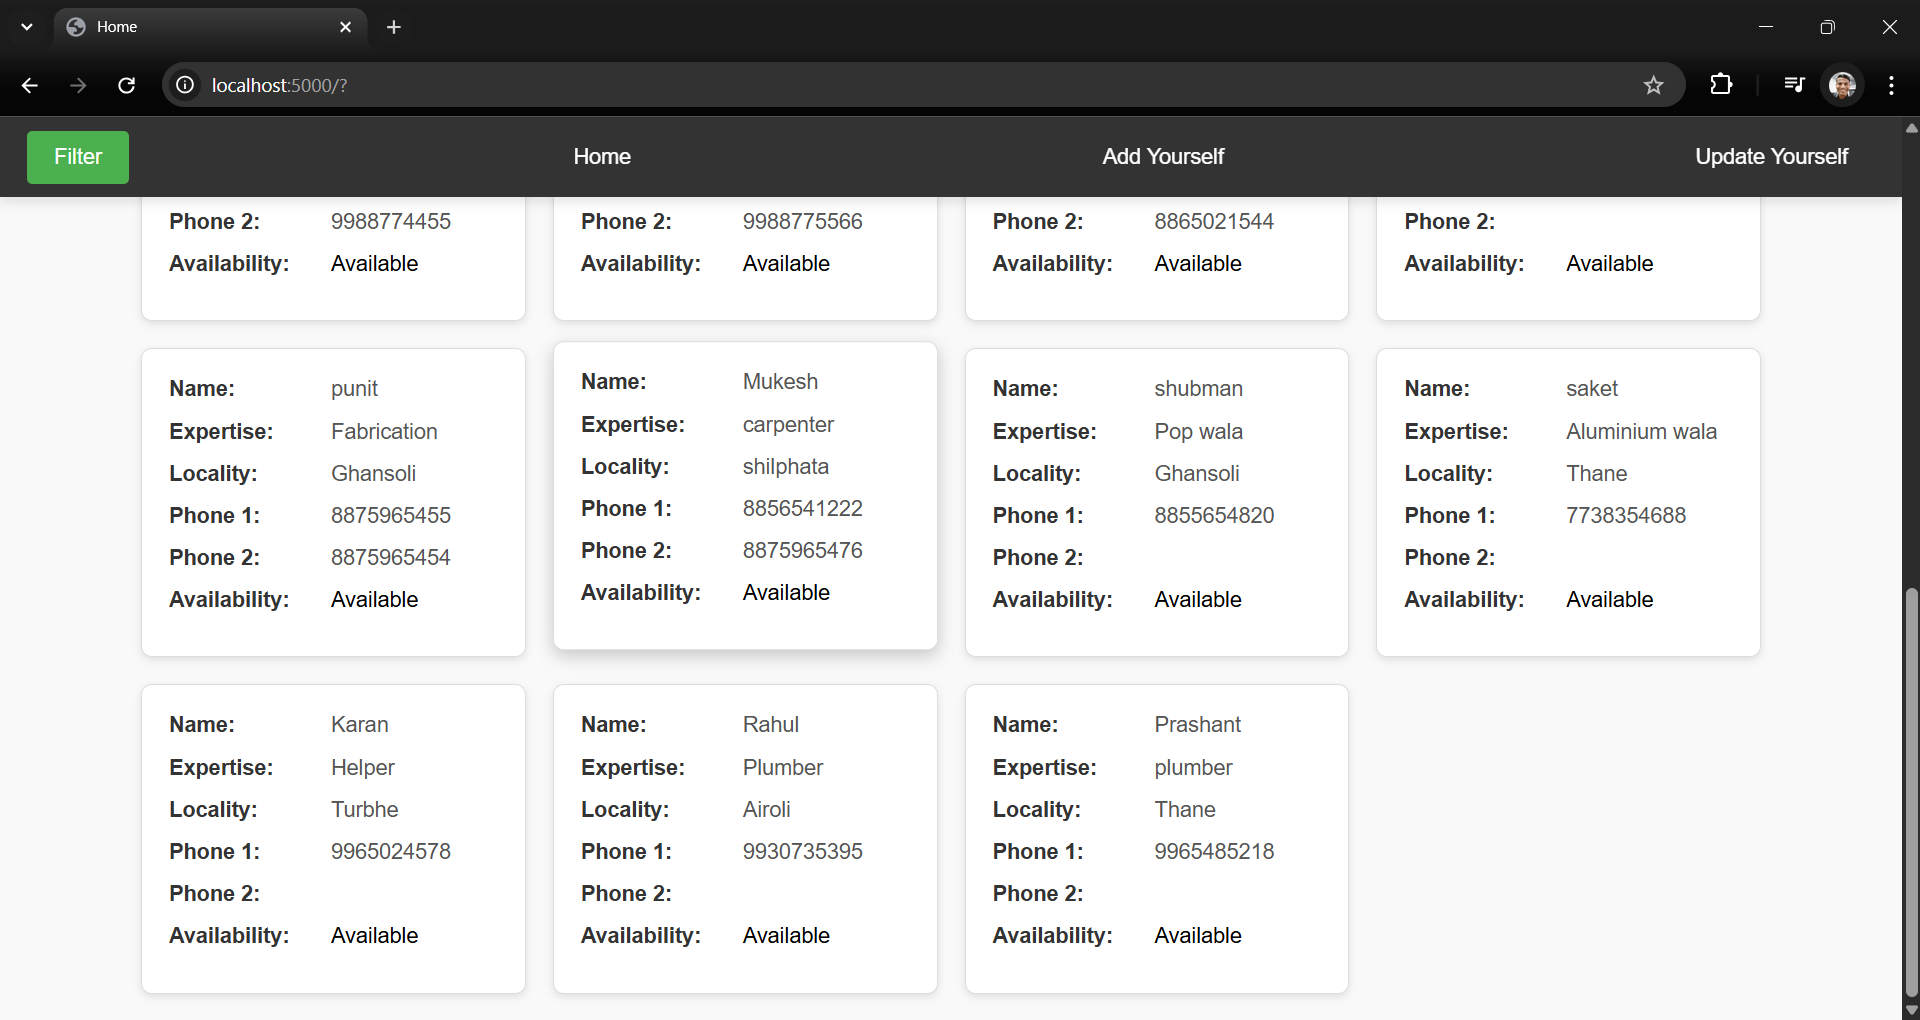 Home
localhost:5000/?
Filter Home Add Yourself Update Yourself
Phone 2: 9988774455
Availability: Available
Phone 2: 9988775566
Availability: Available
Phone 2: 8865021544
Availability: Available
Phone 2:
Availability: Available
Name: punit
Expertise: Fabrication
Locality: Ghansoli
Phone 1: 8875965455
Phone 2: 8875965454
Availability: Available
Name: Mukesh
Expertise: carpenter
Locality: shilphata
Phone 1: 8856541222
Phone 2: 8875965476
Availability: Available
Name: shubman
Expertise: Pop wala
Locality: Ghansoli
Phone 1: 8855654820
Phone 2:
Availability: Available
Name: saket
Expertise: Aluminium wala
Locality: Thane
Phone 1: 7738354688
Phone 2:
Availability: Available
Name: Karan
Expertise: Helper
Locality: Turbhe
Phone 1: 9965024578
Phone 2:
Availability: Available
Name: Rahul
Expertise: Plumber
Locality: Airoli
Phone 1: 9930735395
Phone 2:
Availability: Available
Name: Prashant
Expertise: plumber
Locality: Thane
Phone 1: 9965485218
Phone 2:
Availability: Available